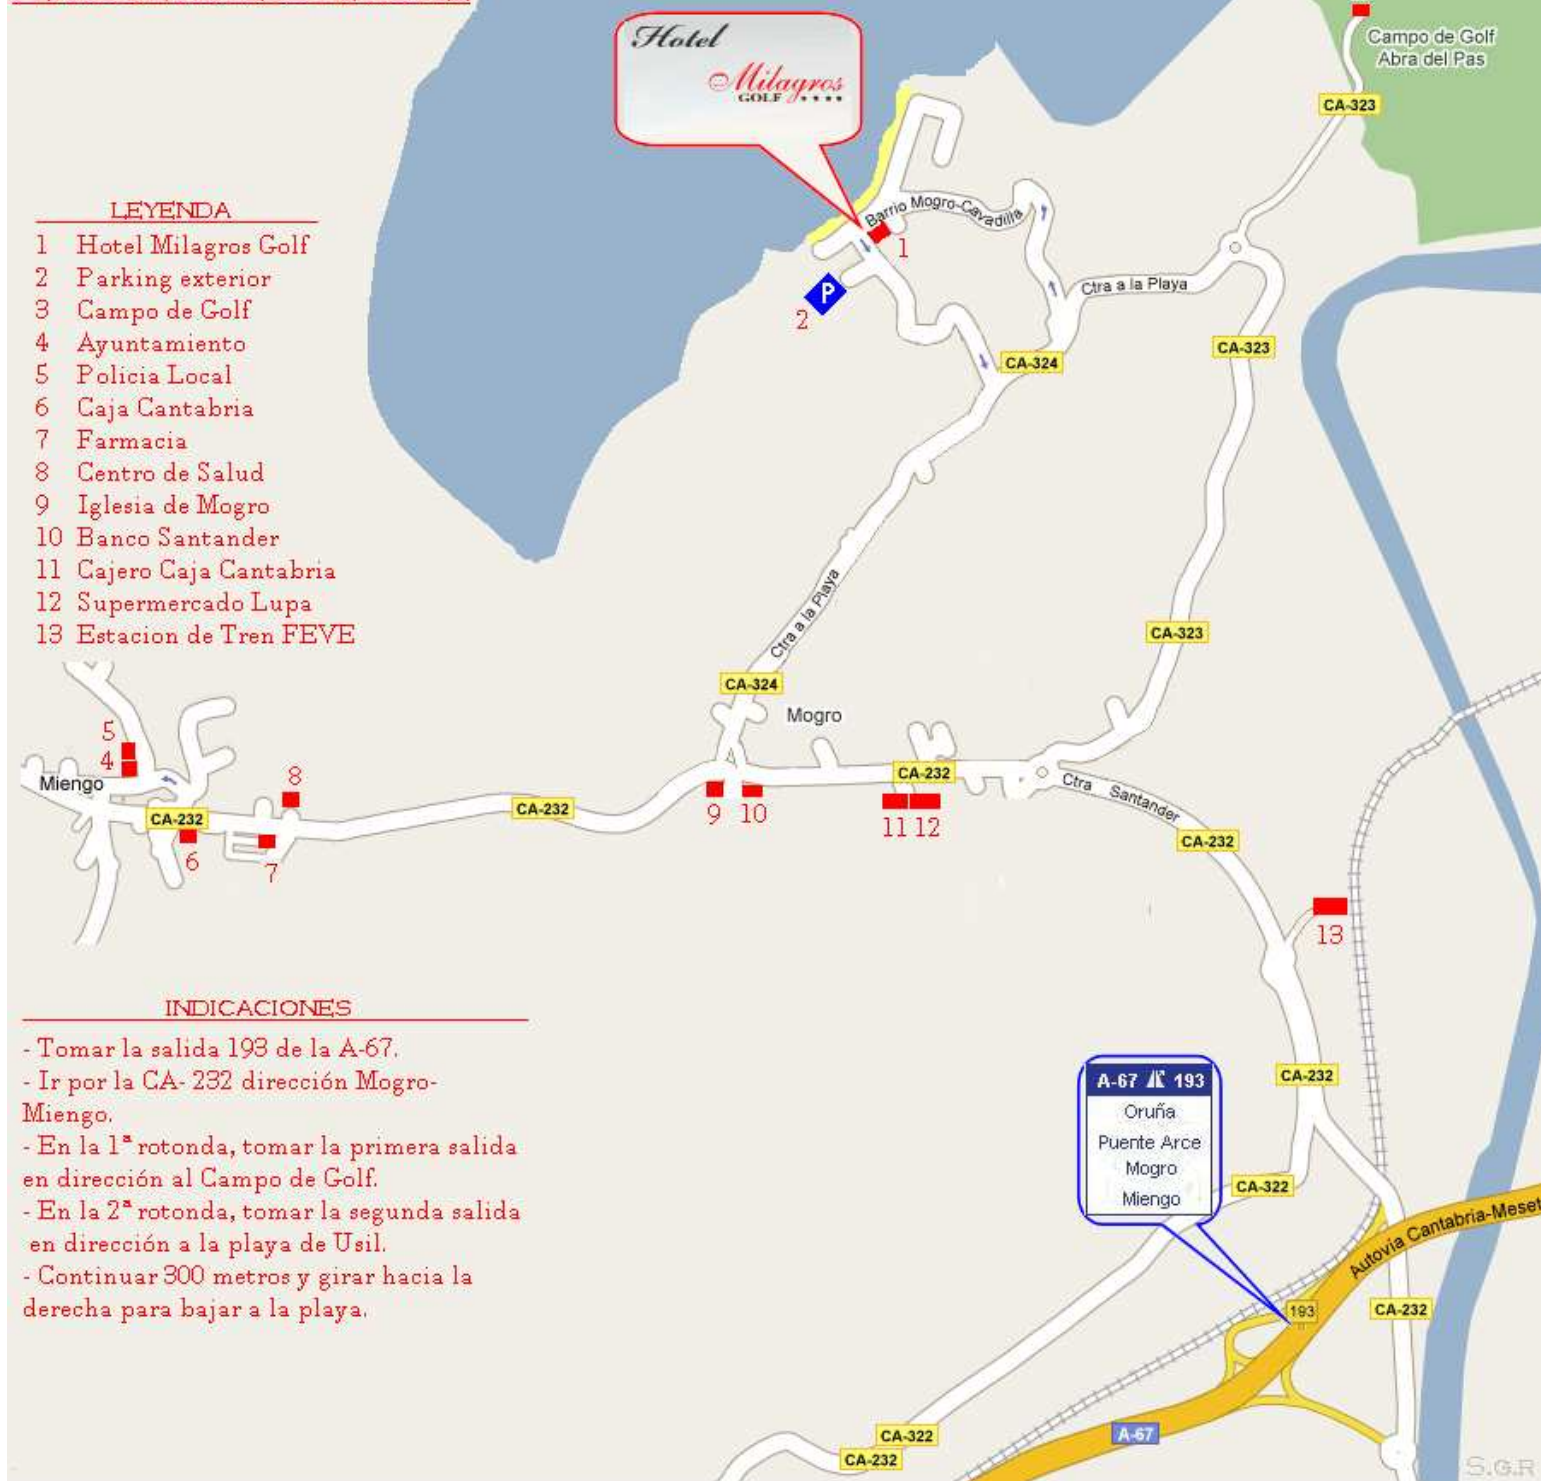 Hotel
Milagros
GOLF ****
Campo de Golf
Abra del Pas
CA-323
Barrio Mogro-Cavadilla
1
P
2
Ctra a la Playa
CA-324
CA-323
LEYENDA
1 Hotel Milagros Golf
2 Parking exterior
3 Campo de Golf
4 Ayuntamiento
5 Policia Local
6 Caja Cantabria
7 Farmacia
8 Centro de Salud
9 Iglesia de Mogro
10 Banco Santander
11 Cajero Caja Cantabria
12 Supermercado Lupa
13 Estacion de Tren FEVE
Ctra a la Playa
CA-323
CA-324
Mogro
5
4
Miengo
8
CA-232
6
7
CA-232
9
10
CA-232
11
12
Ctra Santander
CA-232
13
INDICACIONES
- Tomar la salida 193 de la A-67.
- Ir por la CA- 232 dirección Mogro-
Miengo.
- En la 1ª rotonda, tomar la primera salida
en dirección al Campo de Golf.
- En la 2ª rotonda, tomar la segunda salida
en dirección a la playa de Usil.
- Continuar 300 metros y girar hacia la
derecha para bajar a la playa.
CA-232
A-67 193
Oruña
Puente Arce
Mogro
Miengo
CA-322
Autovía Cantabria-Meset
193
CA-232
A-67
CA-322
CA-232
S.G.R